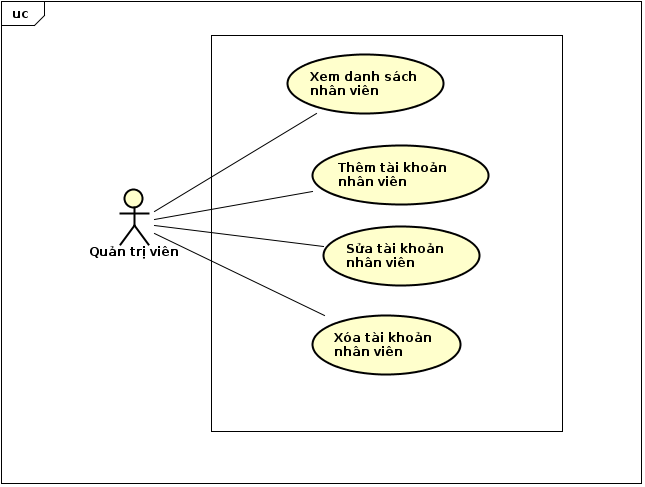 uc
Xem danh sách
nhân viên
Thêm tài khoản
nhân viên
Quản trị viên
Sửa tài khoản
nhân viên
Xóa tài khoản
nhân viên